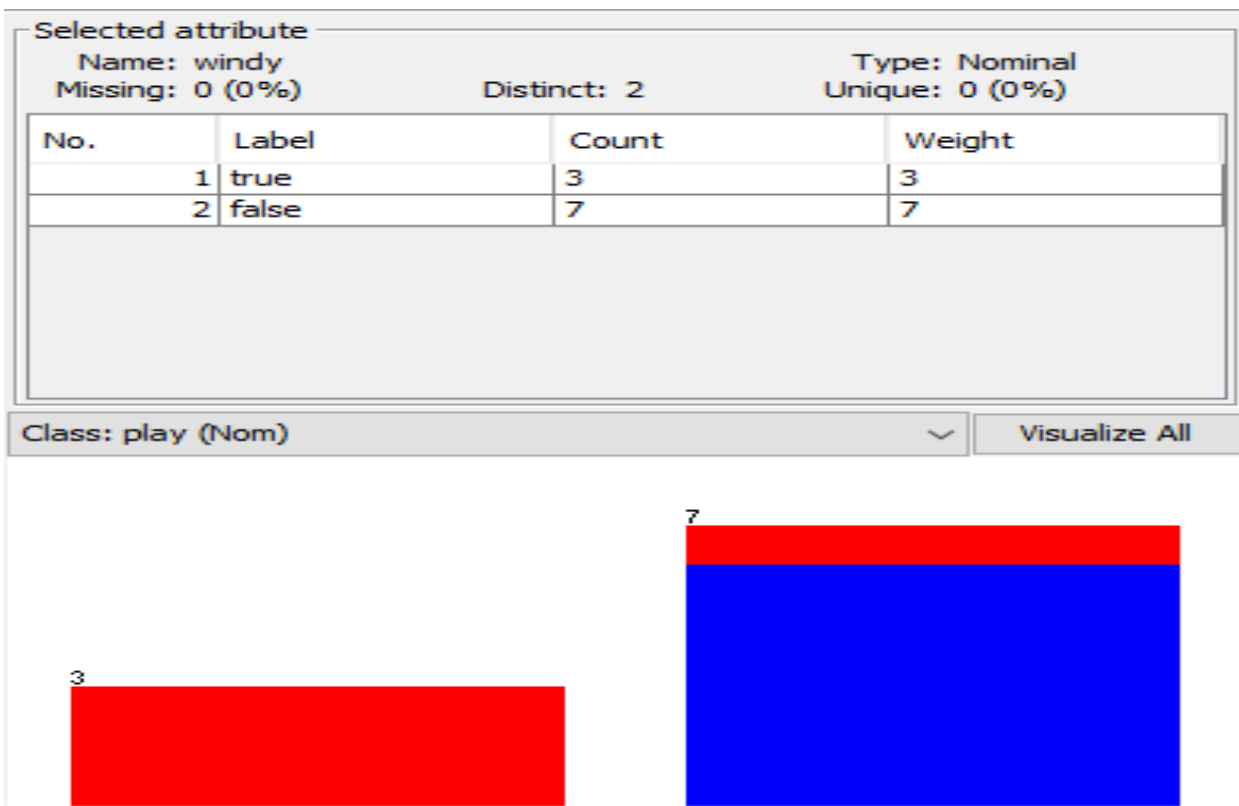 Selected attribute
Name: windy Type: Nominal
Missing: 0 (0%) Distinct: 2 Unique: 0 (0%)
No. Label Count Weight
1 true 3 3
2 false 7 7
Class: play (Nom) Visualize All
7
3